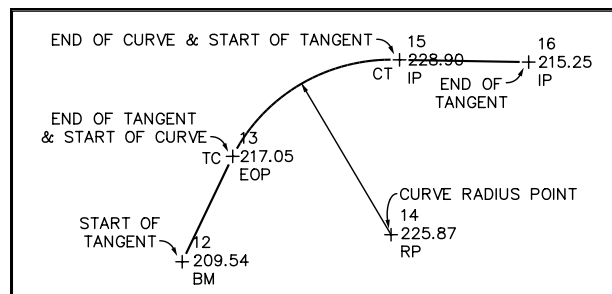 END OF CURVE & START OF TANGENT
15
228.90
CT
IP
16
215.25
IP
END OF
TANGENT
END OF TANGENT
& START OF CURVE
13
TC
217.05
EOP
CURVE RADIUS POINT
14
225.87
RP
START OF
TANGENT
12
209.54
BM